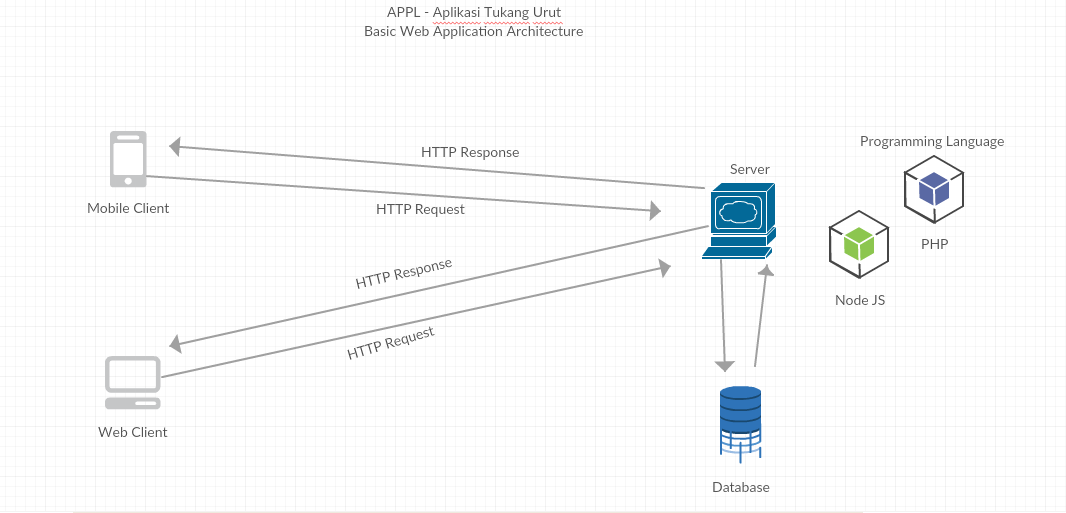 APPL - Aplikasi Tukang Urut
Basic Web Application Architecture
Programming Language
HTTP Response
Server
Mobile Client
HTTP Request
PHP
HTTP Response
Node JS
HTTP Request
Web Client
Database